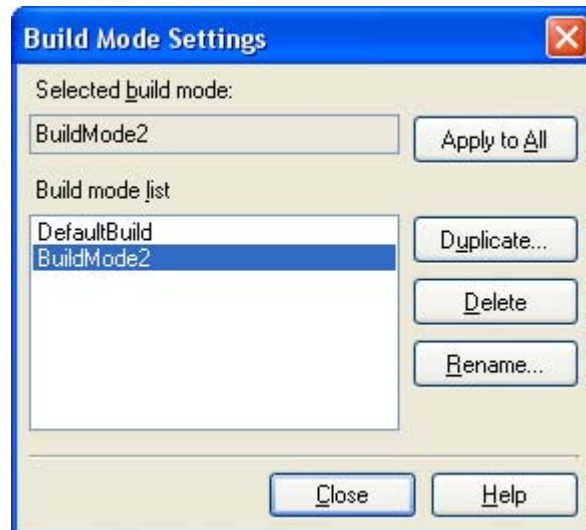 Build Mode Settings
Selected build mode:
BuildMode2
Apply to All
Build mode list
DefaultBuild
BuildMode2
Duplicate...
Delete
Rename...
Close
Help